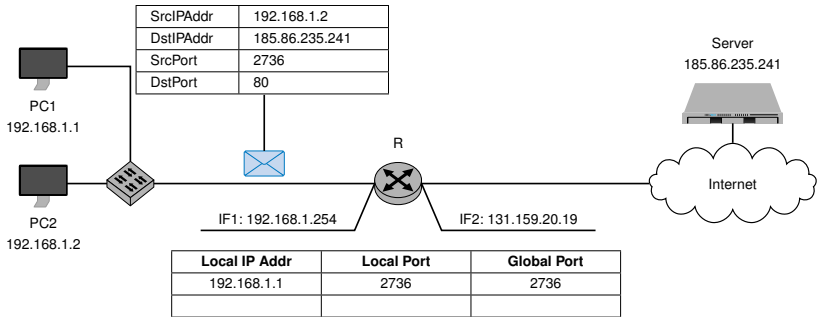 SrcIPAddr 192.168.1.2
DstIPAddr 185.86.235.241
SrcPort 2736
DstPort 80
Server
185.86.235.241
PC1
192.168.1.1
R
Internet
PC2
192.168.1.2
IF1: 192.168.1.254
IF2: 131.159.20.19
Local IP Addr Local Port Global Port
192.168.1.1 2736 2736